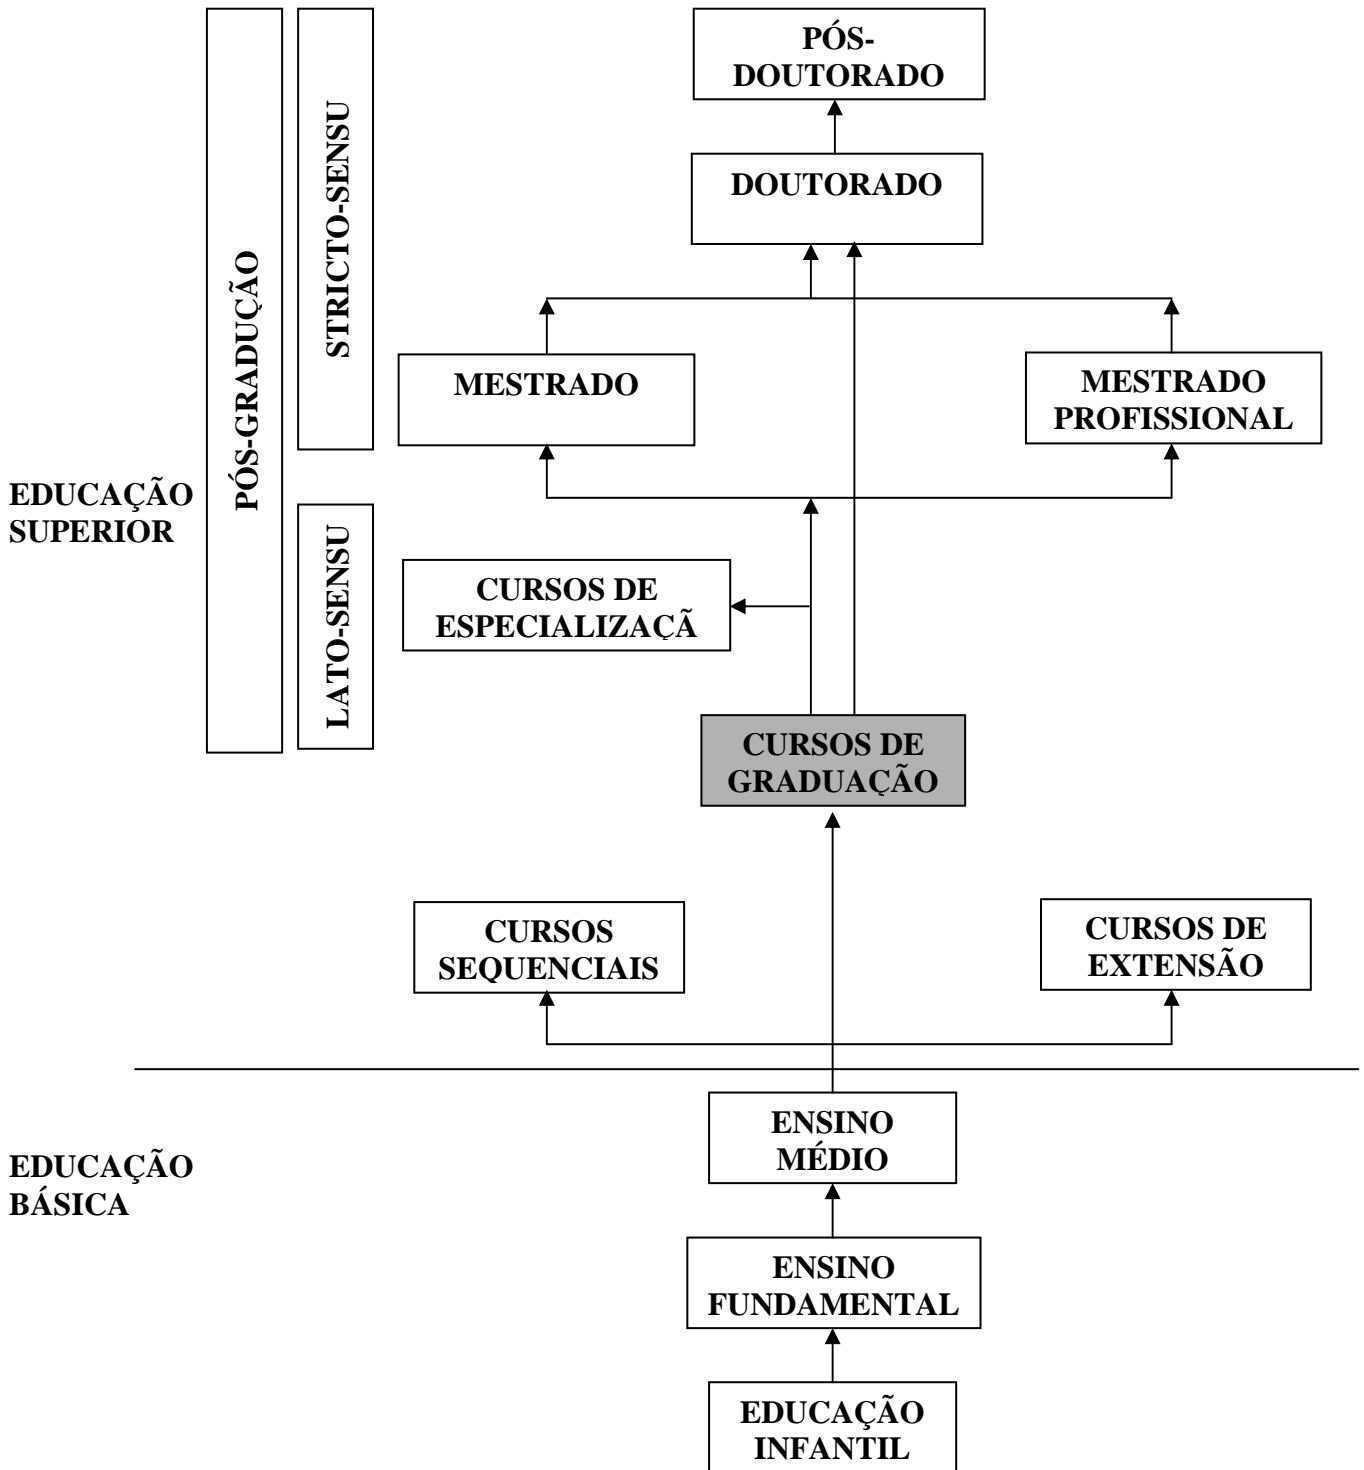 PÓS-
DOUTORADO
DOUTORADO
STRICTO-SENSU
PÓS-GRADUÇÃO
MESTRADO
MESTRADO
PROFISSIONAL
EDUCAÇÃO
SUPERIOR
LATO-SENSU
CURSOS DE
ESPECIALIZAÇÃ
CURSOS DE
GRADUAÇÃO
CURSOS
SEQUENCIAIS
CURSOS DE
EXTENSÃO
ENSINO
MÉDIO
EDUCAÇÃO
BÁSICA
ENSINO
FUNDAMENTAL
EDUCAÇÃO
INFANTIL